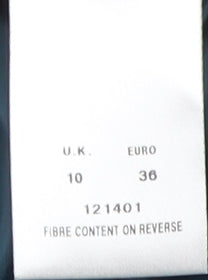 U.K. EURO
10 36
121401
FIBRE CONTENT ON REVERSE